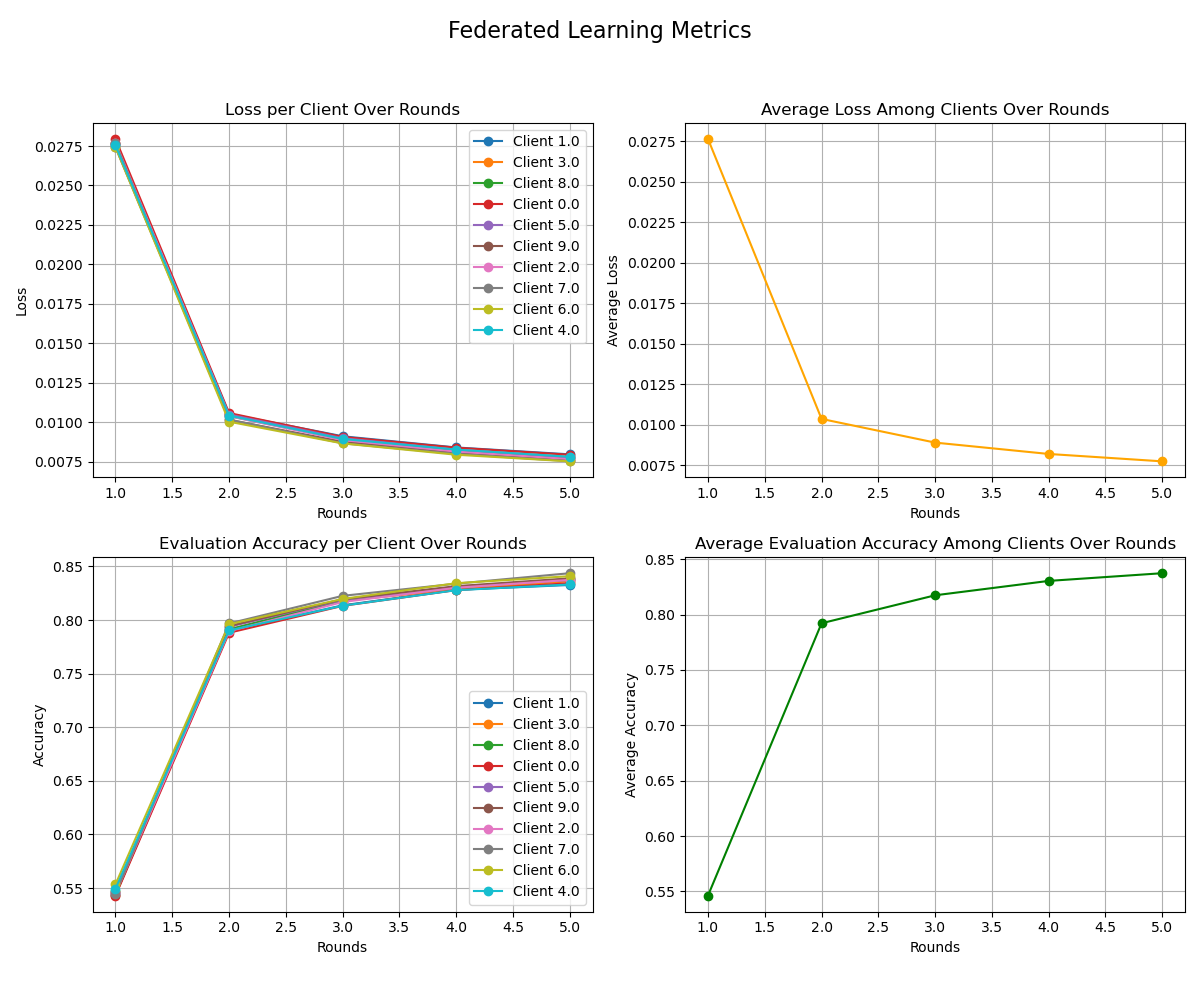 Federated Learning Metrics
Loss per Client Over Rounds
Loss
0.0275
0.0250
0.0225
0.0200
0.0175
0.0150
0.0125
0.0100
0.0075
1.0 1.5 2.0 2.5 3.0 3.5 4.0 4.5 5.0
Rounds
Client 1.0
Client 3.0
Client 8.0
Client 0.0
Client 5.0
Client 9.0
Client 2.0
Client 7.0
Client 6.0
Client 4.0
Average Loss Among Clients Over Rounds
Average Loss
0.0275
0.0250
0.0225
0.0200
0.0175
0.0150
0.0125
0.0100
0.0075
1.0 1.5 2.0 2.5 3.0 3.5 4.0 4.5 5.0
Rounds
Evaluation Accuracy per Client Over Rounds
Accuracy
0.85
0.80
0.75
0.70
0.65
0.60
0.55
1.0 1.5 2.0 2.5 3.0 3.5 4.0 4.5 5.0
Rounds
Client 1.0
Client 3.0
Client 8.0
Client 0.0
Client 5.0
Client 9.0
Client 2.0
Client 7.0
Client 6.0
Client 4.0
Average Evaluation Accuracy Among Clients Over Rounds
Average Accuracy
0.85
0.80
0.75
0.70
0.65
0.60
0.55
1.0 1.5 2.0 2.5 3.0 3.5 4.0 4.5 5.0
Rounds